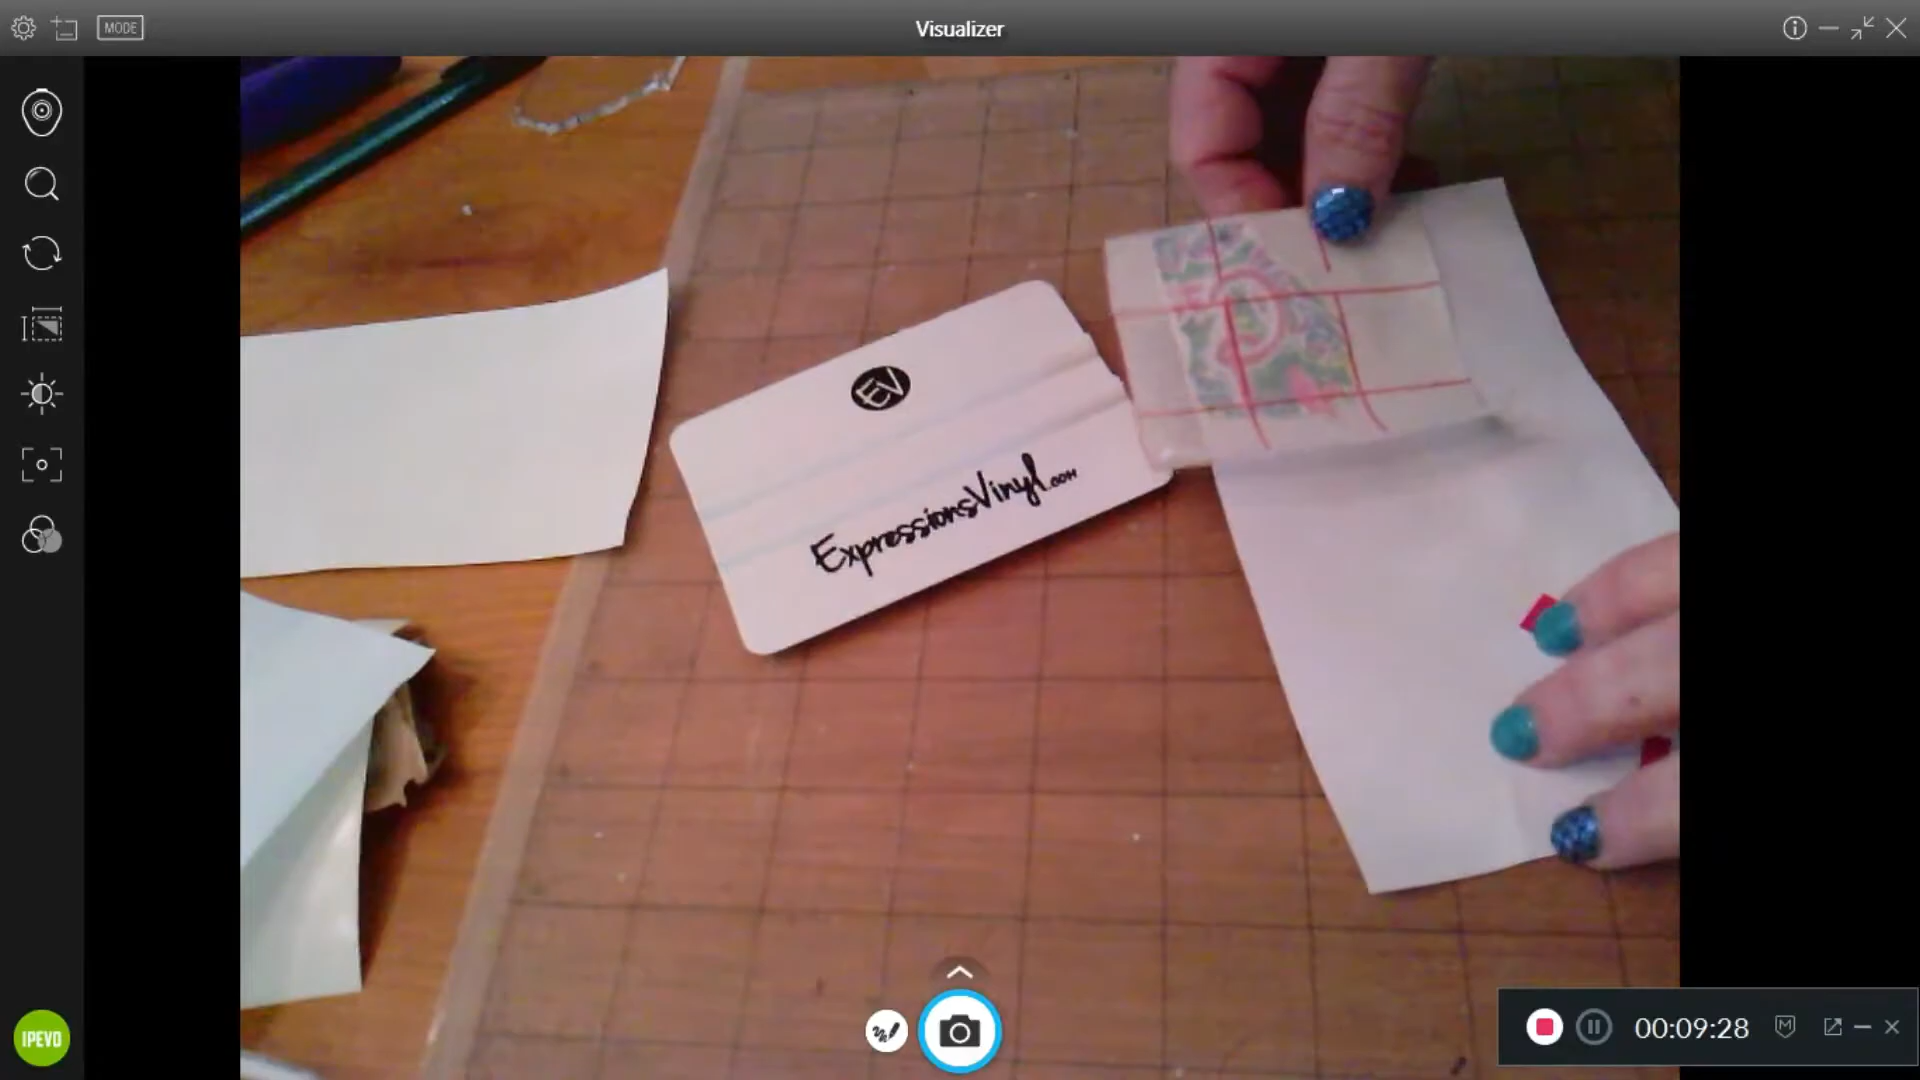 MODE
Visualizer
EV
ExpressionsVinyl.com
IPEVO
00:09:28